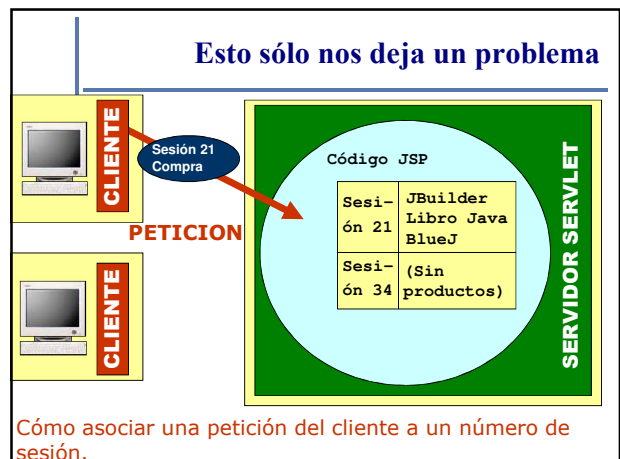 Esto sólo nos deja un problema
CLIENTE
Sesión 21
Compra
PETICION
CLIENTE
Código JSP
Sesi-
ón 21
JBuilder
Libro Java
BlueJ
Sesi-
ón 34
(Sin
productos)
SERVIDOR SERVLET
Cómo asociar una petición del cliente a un número de
sesión.